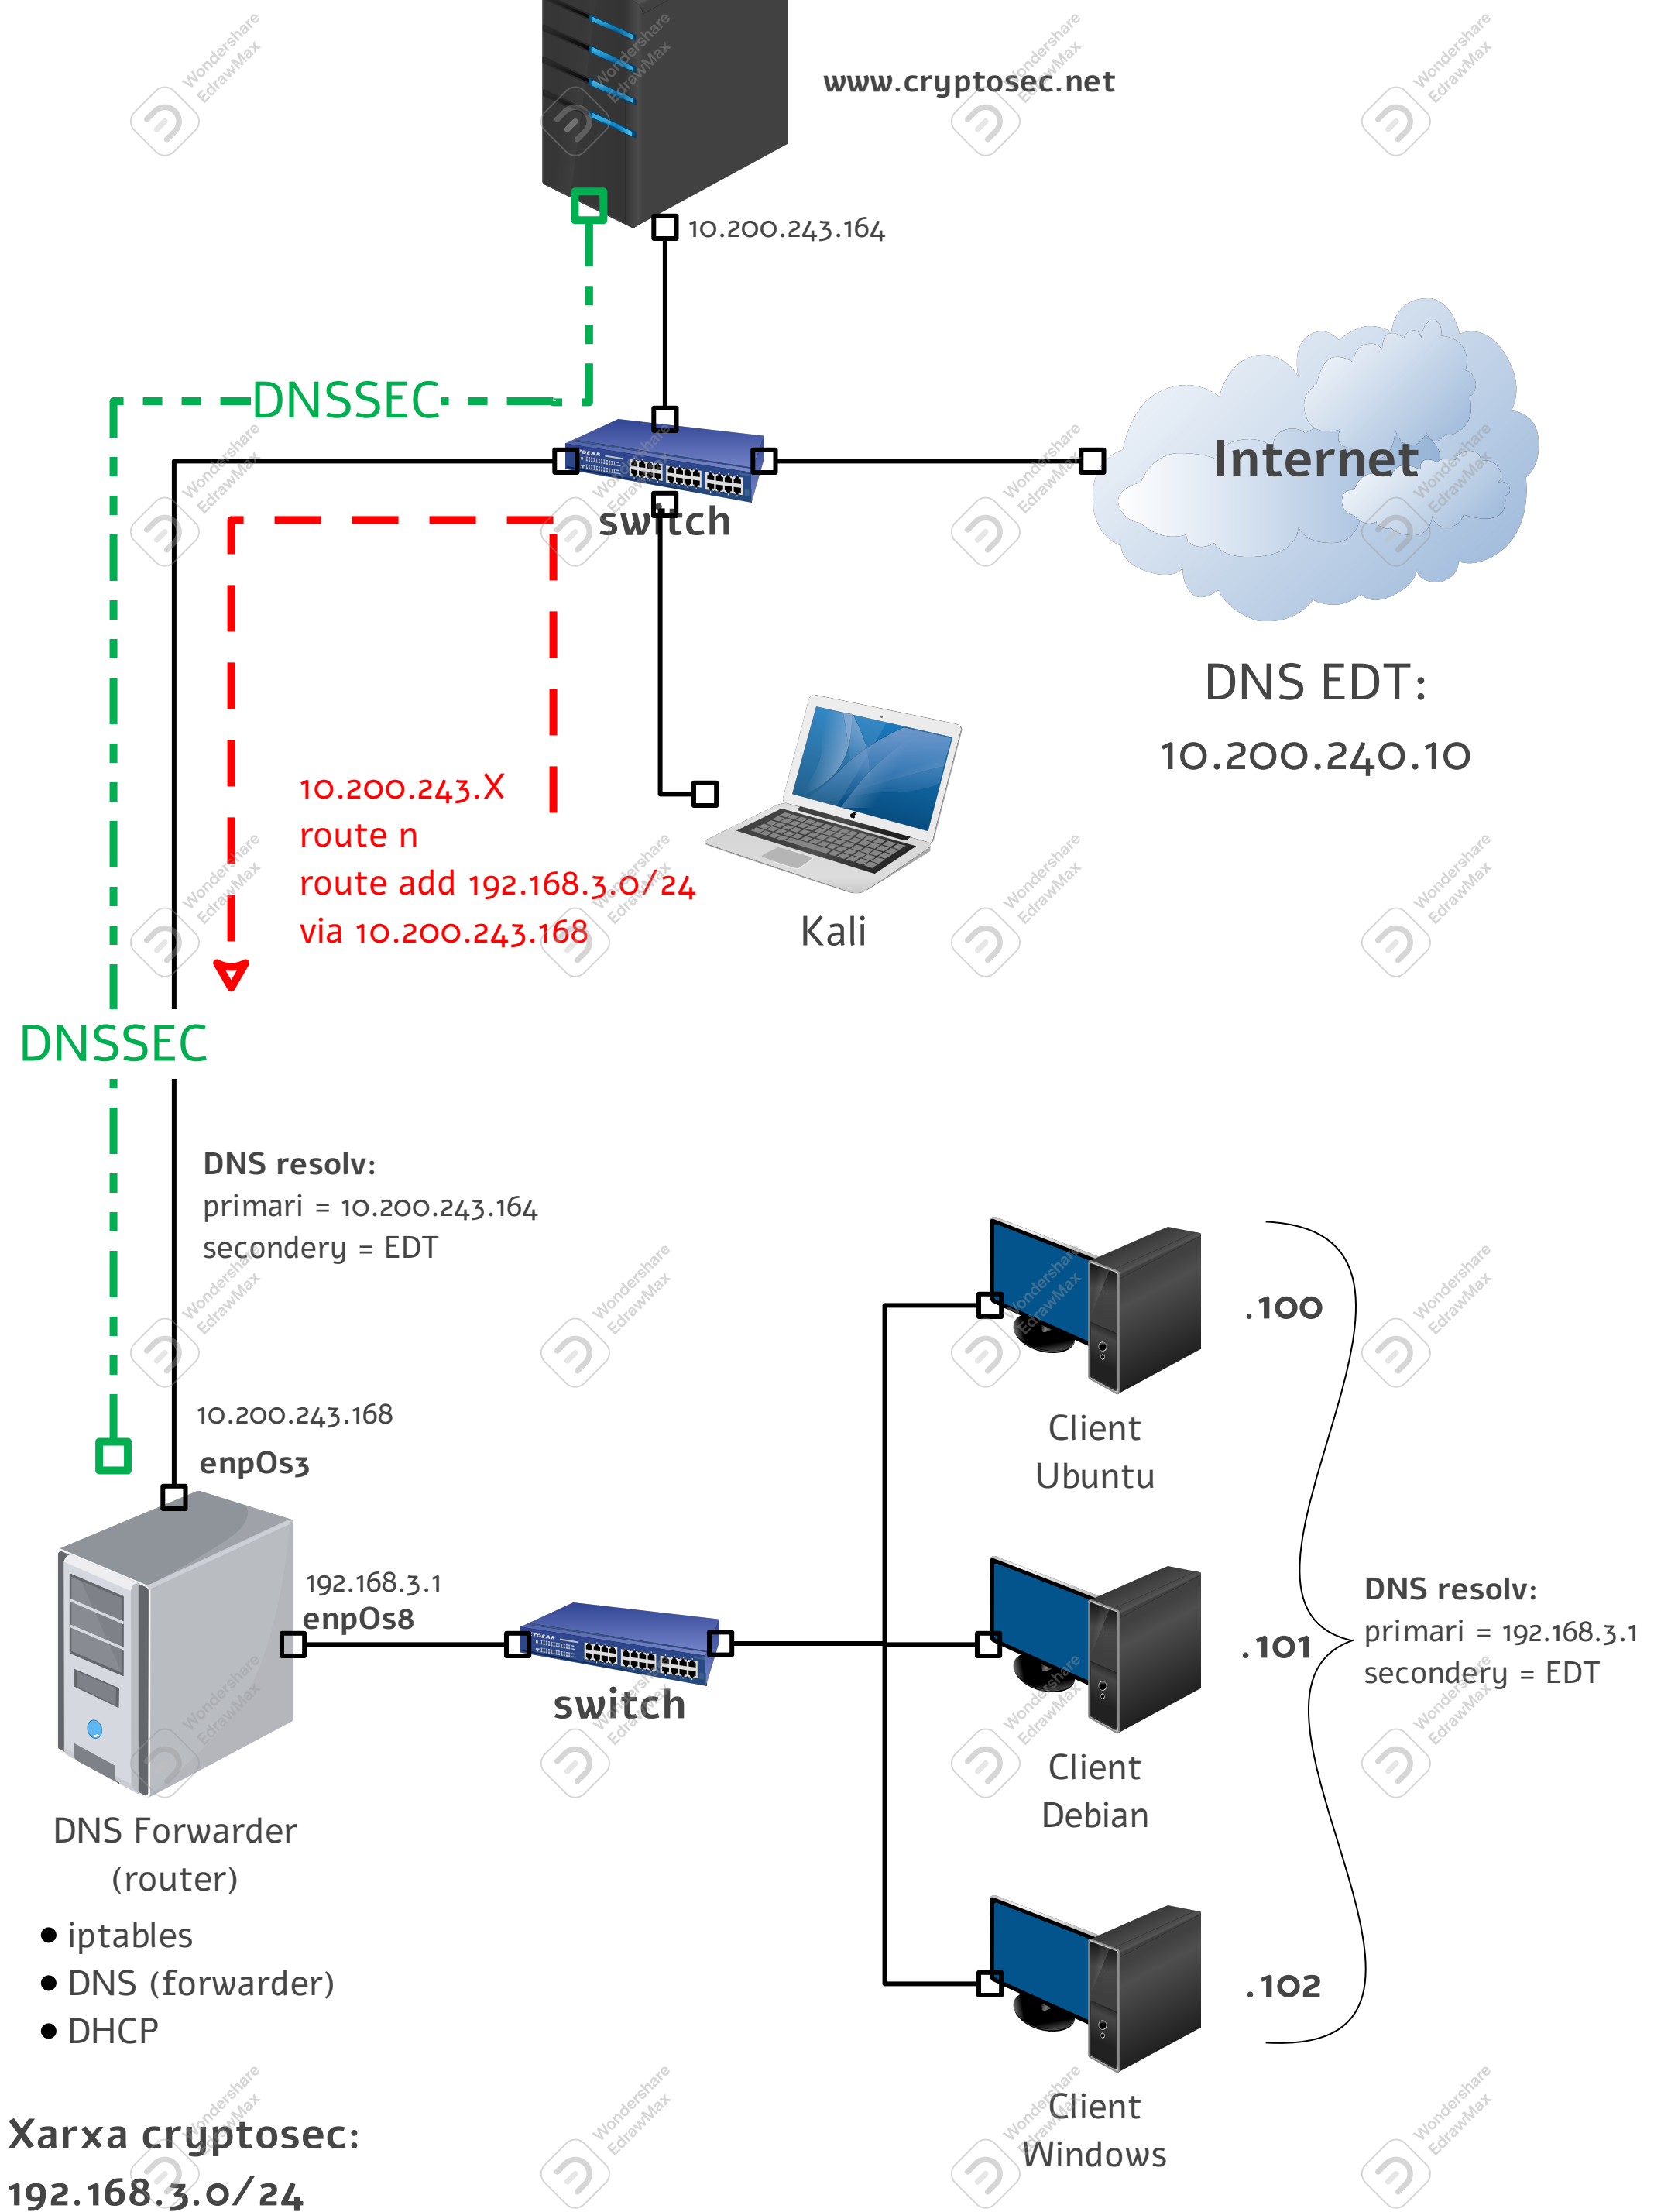 www.cryptosec.net
10.200.243.164
DNSSEC
switch
Internet
DNS EDT:
10.200.240.10
10.200.243.X
route n
route add 192.168.3.0/24
via 10.200.243.168
Kali
DNSSEC
DNS resolv:
primari = 10.200.243.164
secondery = EDT
10.200.243.168
enpOs3
192.168.3.1
enpOs8
switch
.100
Client
Ubuntu
.101
Client
Debian
DNS resolv:
primari = 192.168.3.1
secondery = EDT
.102
Client
Windows
DNS Forwarder
(router)
• iptables
• DNS (forwarder)
• DHCP
Xarxa cryptosec:
192.168.3.0/24
Wondershare
EdrawMax